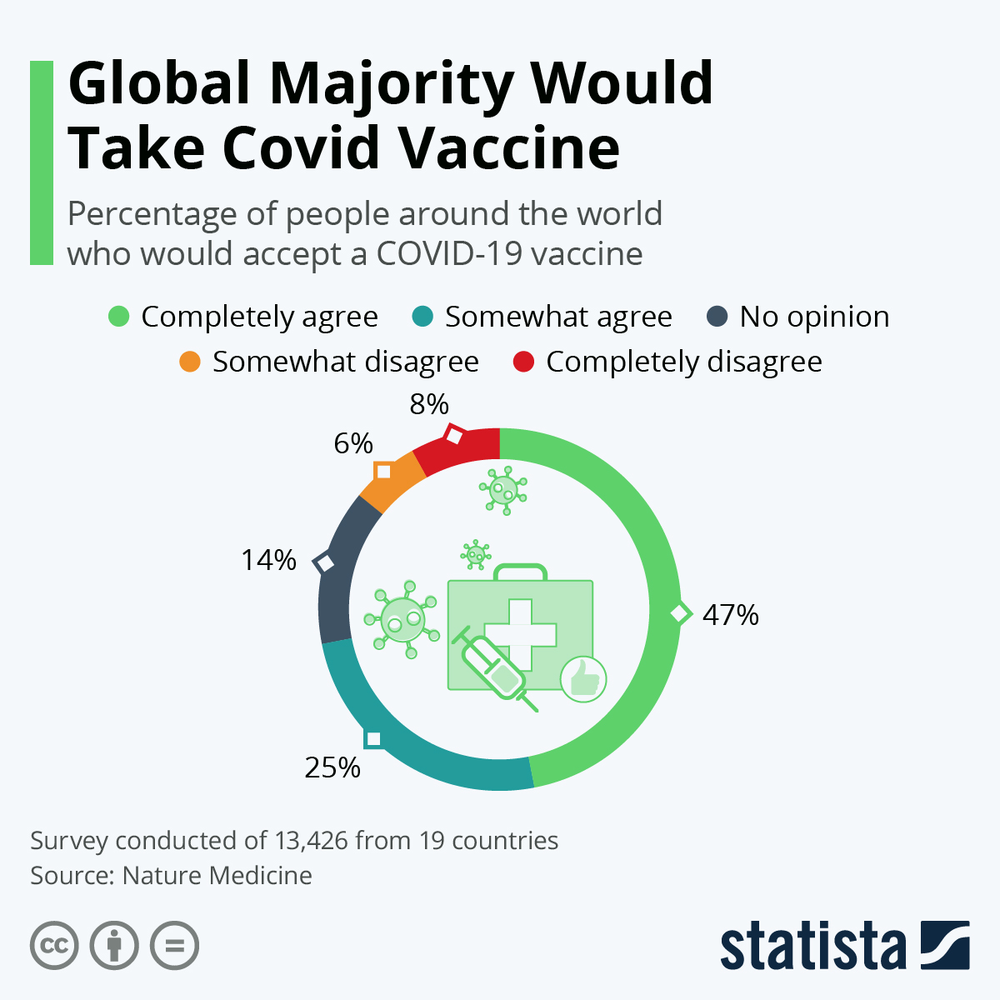 Global Majority Would
Take Covid Vaccine
Percentage of people around the world
who would accept a COVID-19 vaccine
Completely agree
Somewhat agree
No opinion
Somewhat disagree
Completely disagree
8%
6%
14%
47%
25%
Survey conducted of 13,426 from 19 countries
Source: Nature Medicine
cc
statista